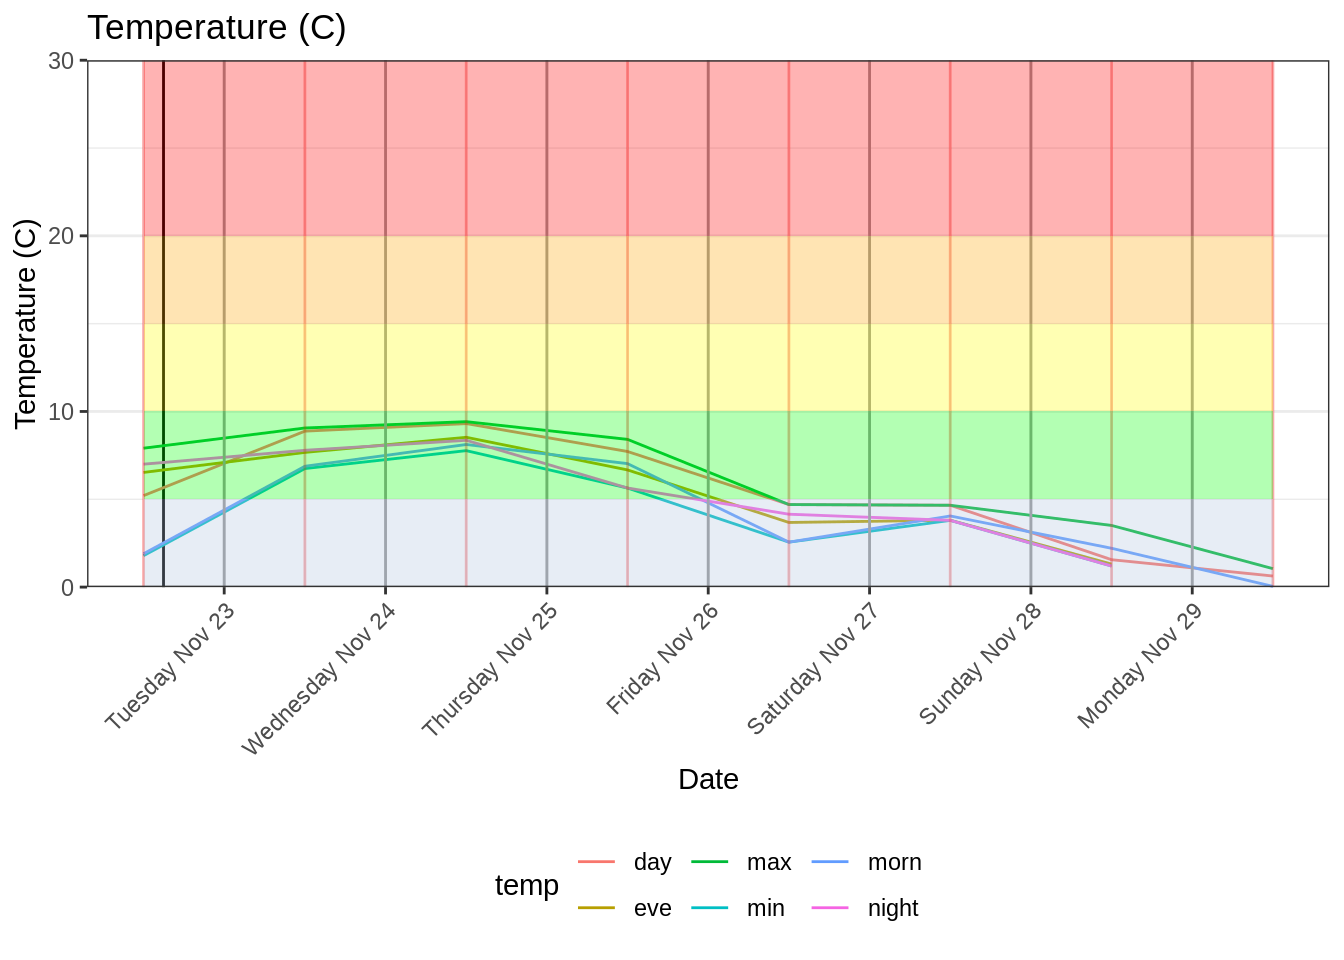 Temperature (C)
Temperature (C)
30
20
10
0
Tuesday Nov 23
Wednesday Nov 24
Thursday Nov 25
Friday Nov 26
Saturday Nov 27
Sunday Nov 28
Monday Nov 29
Date
temp
day
max
morn
eve
min
night